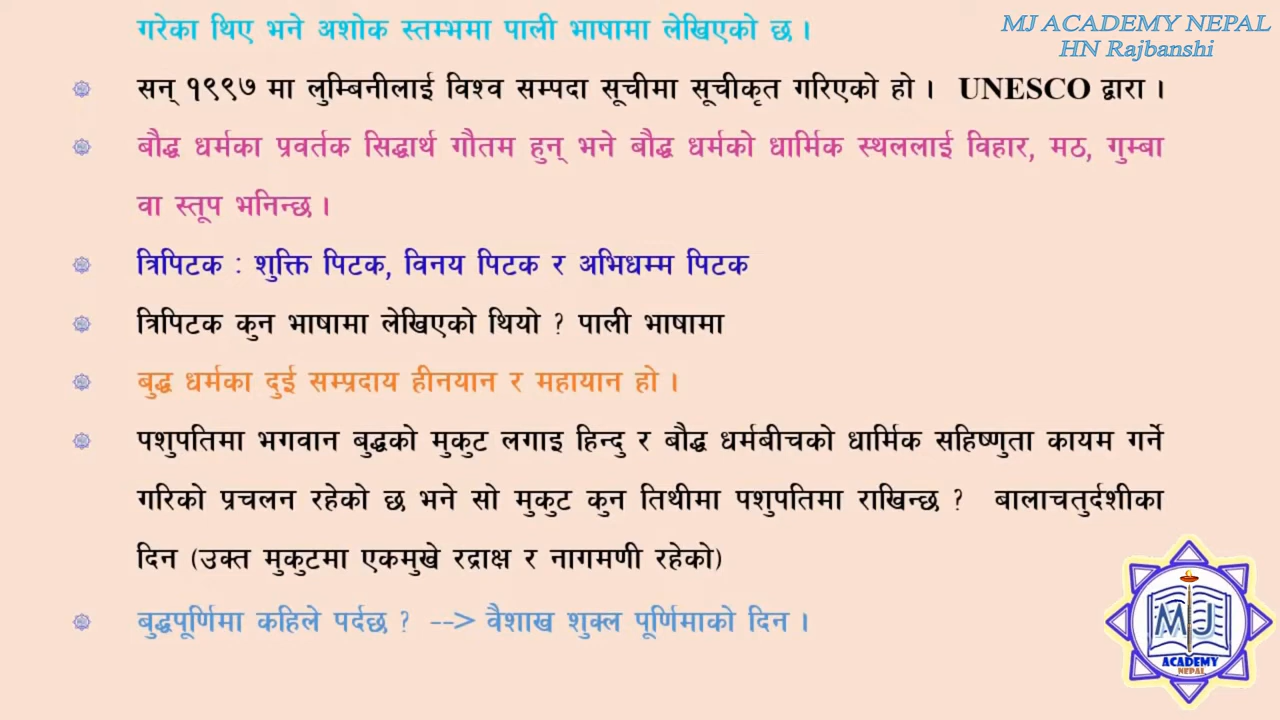 MJ ACADEMY NEPAL
HN Rajbanshi
गरेका थिए भने अशोक स्तम्भमा पाली भाषामा लेखिएको छ ।
सन् १९९७ मा लुम्बिनीलाई विश्व सम्पदा सूचीमा सूचीकृत गरिएको हो । UNESCO द्वारा ।
बौद्ध धर्मका प्रवर्तक सिद्धार्थ गौतम हुन् भने बौद्ध धर्मको धार्मिक स्थललाई विहार, मठ, गुम्बा
वा स्तूप भनिन्छ ।
त्रिपिटक : शुक्ति पिटक, विनय पिटक र अभिधम्म पिटक
त्रिपिटक कुन भाषामा लेखिएको थियो ? पाली भाषामा
बुद्ध धर्मका दुई सम्प्रदाय हीनयान र महायान हो ।
पशुपतिमा भगवान बुद्धको मुकुट लगाइ हिन्दु र बौद्ध धर्मबीचको धार्मिक सहिष्णुता कायम गर्ने
गरिको प्रचलन रहेको छ भने सो मुकुट कुन तिथीमा पशुपतिमा राखिन्छ ? बालाचतुर्दशीका
दिन (उक्त मुकुटमा एकमुखे रद्राक्ष र नागमणी रहेको)
बुद्धपूर्णिमा कहिले पर्दछ ? --> वैशाख शुक्ल पूर्णिमाको दिन ।
MJ
ACADEMY
NEPAL